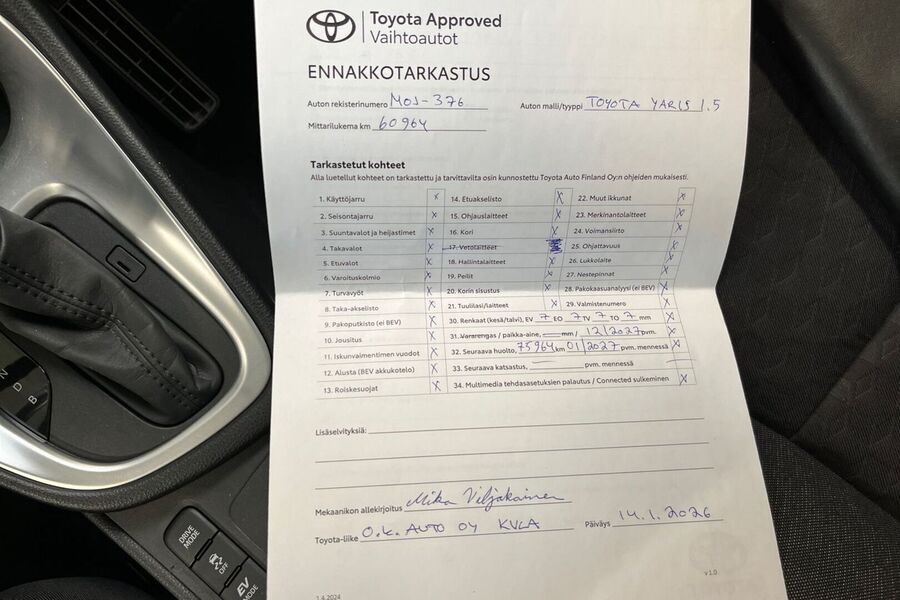 Toyota Approved
Vaihtoautot
ENNAKKOTARKASTUS
Auton rekisterinumero MOJ-376 Auton malli/tyyppi TOYOTA YARIS 1.5
Mittarilukema km 60964
Tarkastetut kohteet
Alla luetellut kohteet on tarkastettu ja tarvittavilta osin kunnostettu Toyota Auto Finland Oy:n ohjeiden mukaisesti.
1. Käyttöjarru x 14. Etuakselisto x 22. Muut ikkunat x
2. Seisontajarru x 15. Ohjauslaitteet x 23. Merkinantolaitteet x
3. Suuntavalot ja heijastimet x 16. Kori x 24. Voimansiirto x
4. Takavalot x 17. Vetolaitteet 25. Ohjattavuus x
5. Etuvalot x 18. Hallintalaitteet x 26. Lukkolaite x
6. Varoituskolmio x 19. Peilit x 27. Nestepinnat x
7. Turvavyöt x 20. Korin sisustus x 28. Pakokaasuanalyysi (ei BEV) x
8. Taka-akselisto x 21. Tuulilasi/laitteet x 29. Valmistenumero x
9. Pakoputkisto (ei BEV) x 30. Renkaat (kesä/talvi), EV 7 EO 7 TV 7 TO 7 mm x
10. Jousitus x 31. Vararengas / paikka-aine, mm / 12/2027 pvm. x
11. Iskunvaimentimen vuodot x 32. Seuraava huolto, 75964 km 01/2027 pvm. mennessä x
12. Alusta (BEV akkukotelo) x 33. Seuraava katsastus, pvm. mennessä
13. Roiskesuojat x 34. Multimedia tehdasasetuksien palautus / Connected sulkeminen x
Lisäselvityksiä:
Mekaanikon allekirjoitus Mika Viljakainen
Toyota-liike O.K. AUTO OY KVLA Päiväys 14.1.2026
v 1.0
1.4.2024
N
D
B
DRIVE MODE
OFF
EV MODE